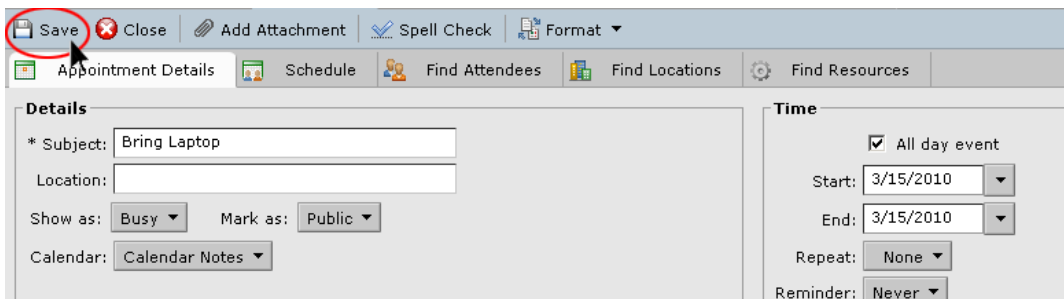 Save Close Add Attachment Spell Check Format
Appointment Details Schedule Find Attendees Find Locations Find Resources
Details
* Subject: Bring Laptop
Location:
Show as: Busy Mark as: Public
Calendar: Calendar Notes
Time
All day event
Start: 3/15/2010
End: 3/15/2010
Repeat: None
Reminder: Never